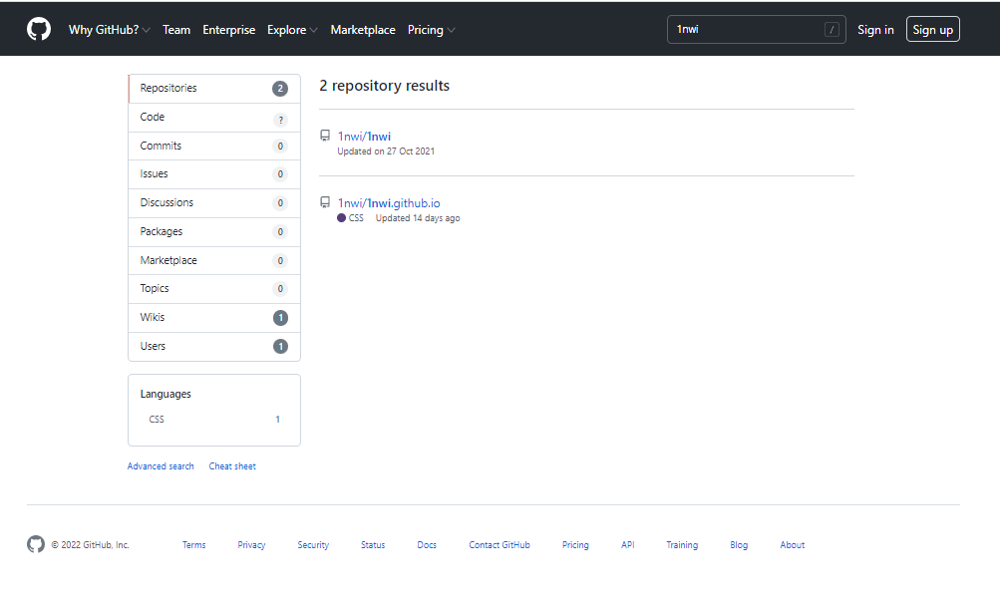 Why GitHub? Team Enterprise Explore Marketplace Pricing 1nwi / Sign in Sign up
Repositories 2
Code ?
Commits 0
Issues 0
Discussions 0
Packages 0
Marketplace 0
Topics 0
Wikis 1
Users 1
Languages
CSS 1
Advanced search Cheat sheet
2 repository results
1nwi/1nwi
Updated on 27 Oct 2021
1nwi/1nwi.github.io
CSS Updated 14 days ago
© 2022 GitHub, Inc. Terms Privacy Security Status Docs Contact GitHub Pricing API Training Blog About